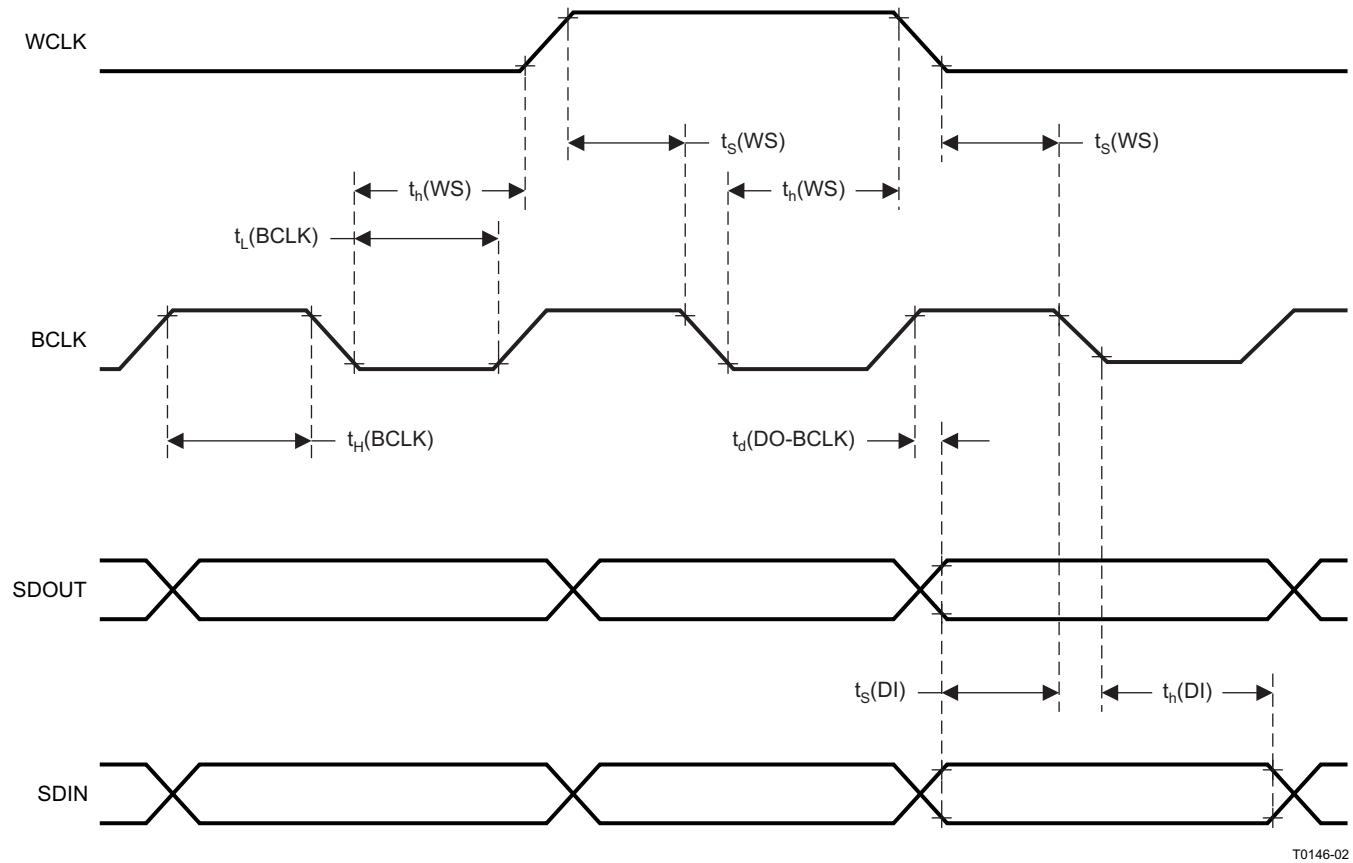 WCLK
tS(WS)
tS(WS)
th(WS)
th(WS)
tL(BCLK)
BCLK
tH(BCLK)
td(DO-BCLK)
SDOUT
tS(DI)
th(DI)
SDIN
T0146-02